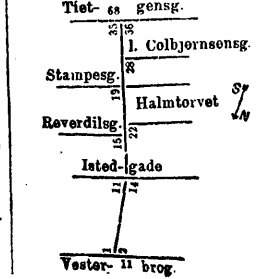 Tiet- 68 gensg.
35 36
l. Colbjørnsensg.
28
Stampesg.
19
Halmtorvet
S
N
Reverdilsg.
22
15
Isted-gade
11 14
1 2
Vester- 11 brog.